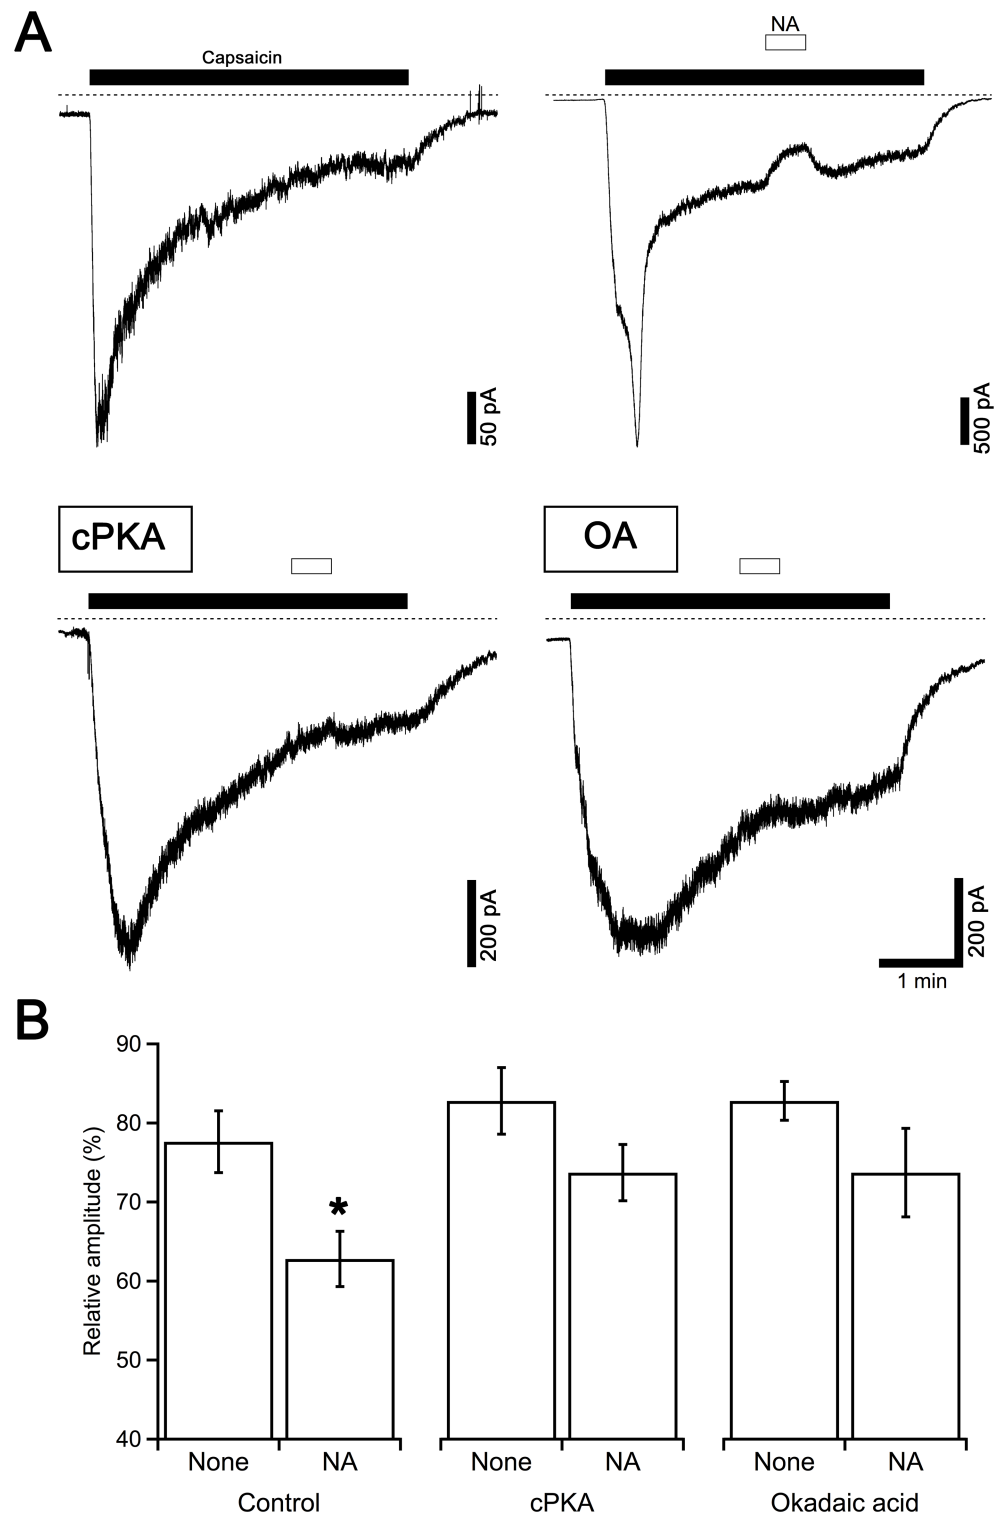 A
Capsaicin
NA
50 pA
500 pA
cPKA
OA
200 pA
200 pA
1 min
B
Relative amplitude (%)
90
80
70
60
50
40
*
None NA None NA None NA
Control cPKA Okadaic acid